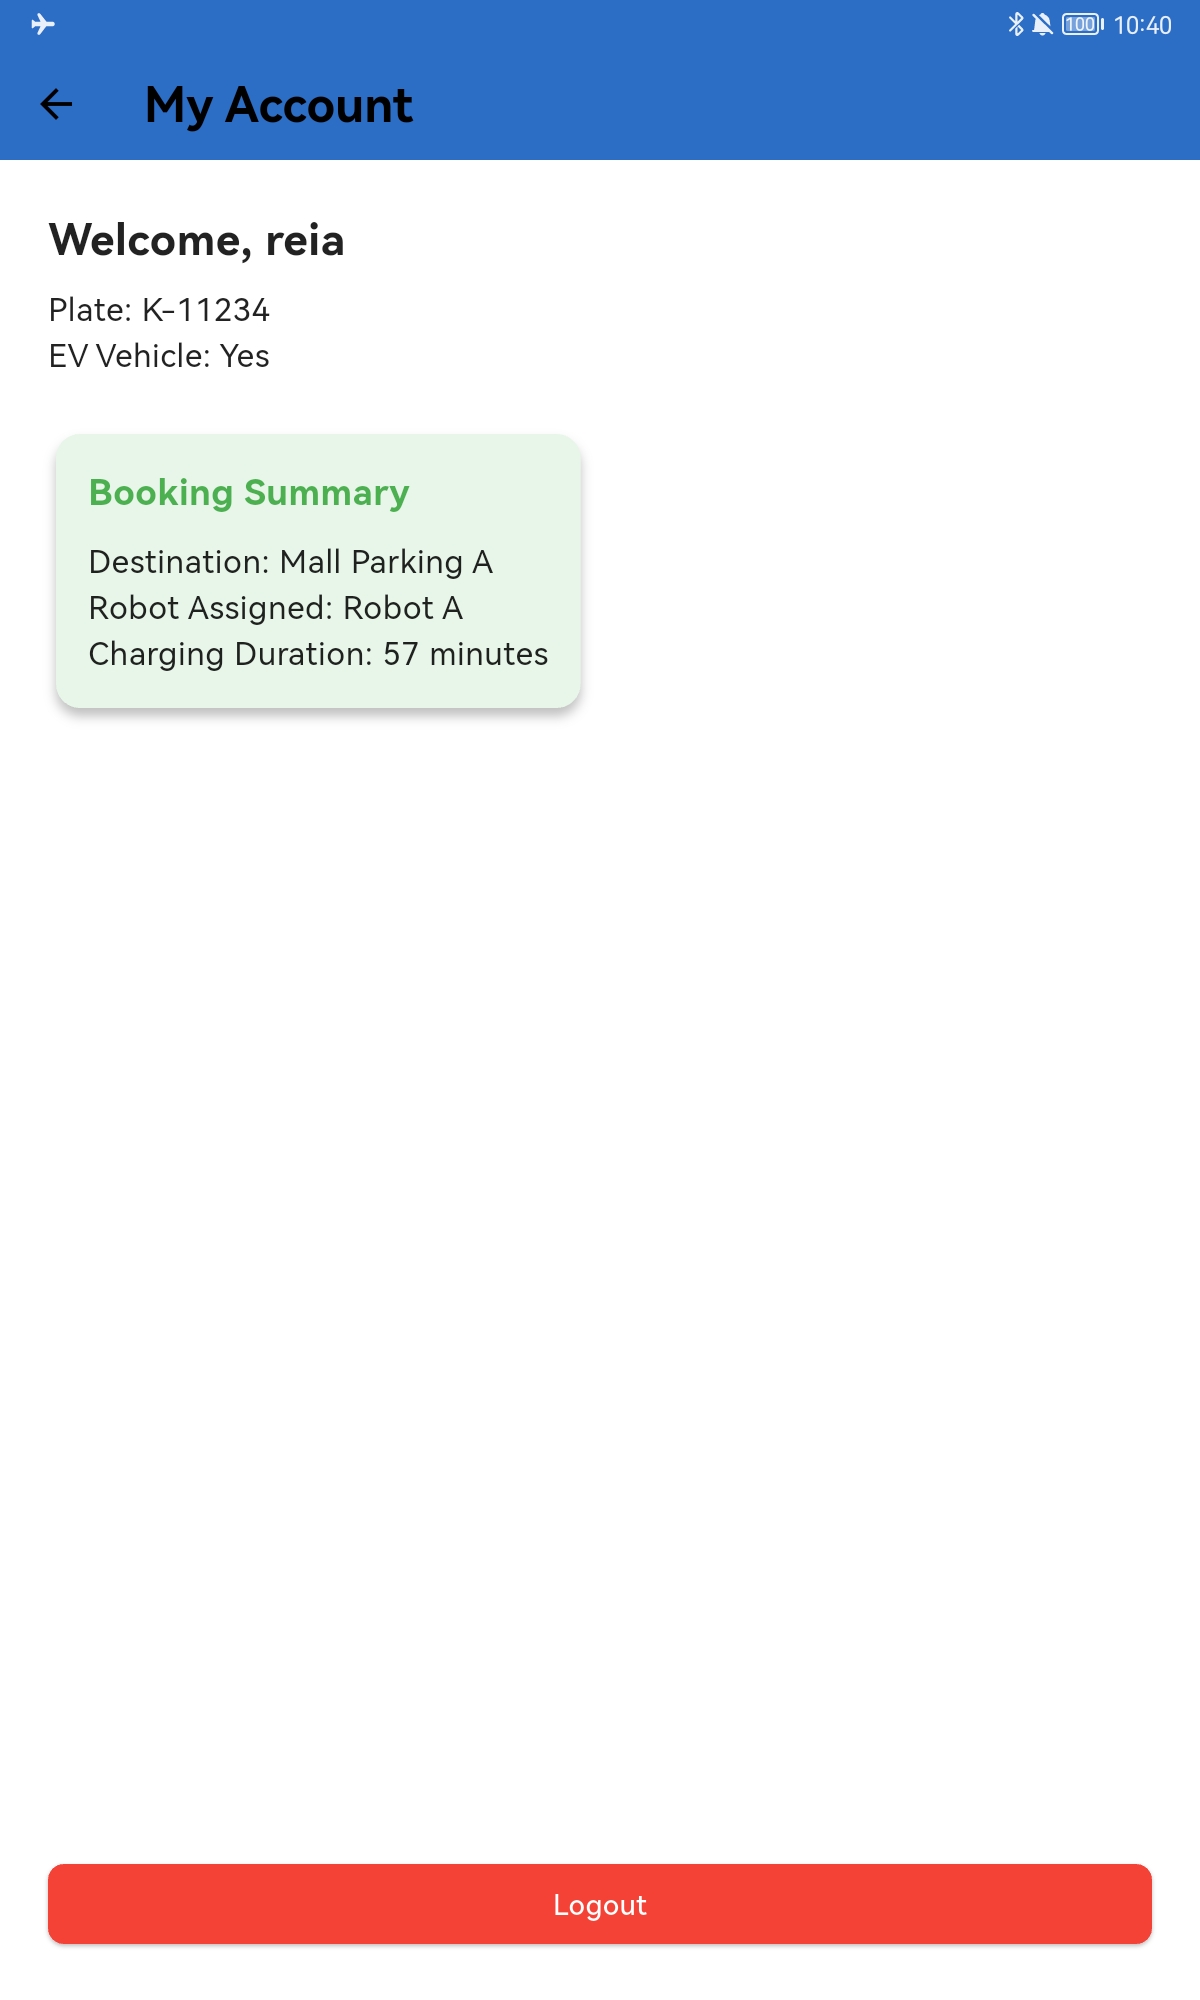 100 10:40
My Account
Welcome, reia
Plate: K-11234
EV Vehicle: Yes
Booking Summary
Destination: Mall Parking A
Robot Assigned: Robot A
Charging Duration: 57 minutes
Logout